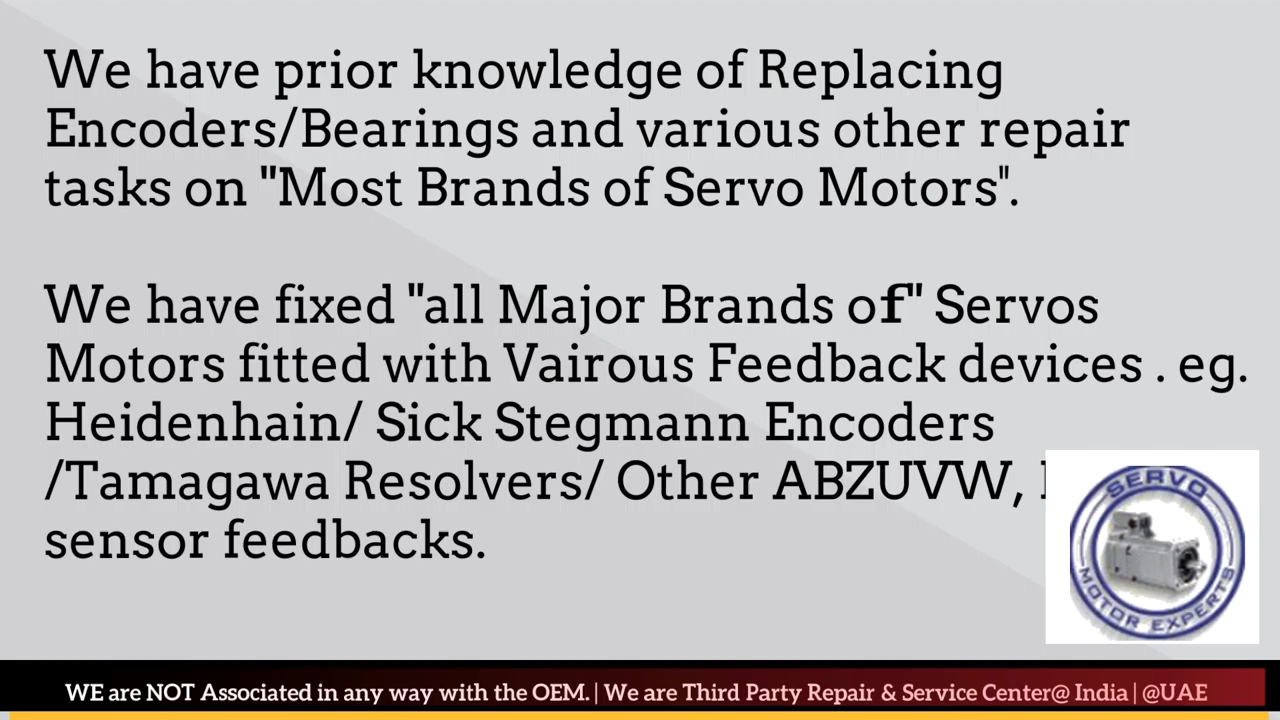 We have prior knowledge of Replacing
Encoders/Bearings and various other repair
tasks on "Most Brands of Servo Motors".
We have fixed "all Major Brands of" Servos
Motors fitted with Vairous Feedback devices . eg.
Heidenhain/ Sick Stegmann Encoders
/Tamagawa Resolvers/ Other ABZUVW,
sensor feedbacks.
SERVO
MOTOR EXPERTS
WE are NOT Associated in any way with the OEM. | We are Third Party Repair & Service Center@ India | @UAE